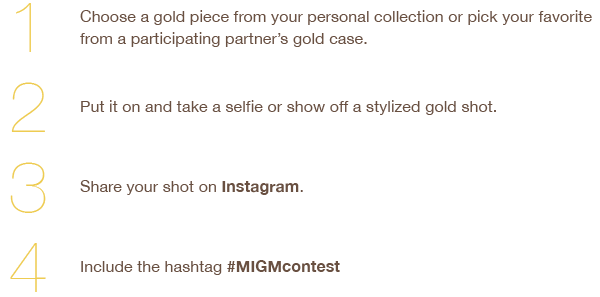 1
Choose a gold piece from your personal collection or pick your favorite
from a participating partner's gold case.
2
Put it on and take a selfie or show off a stylized gold shot.
3
Share your shot on Instagram.
4
Include the hashtag #MIGMcontest